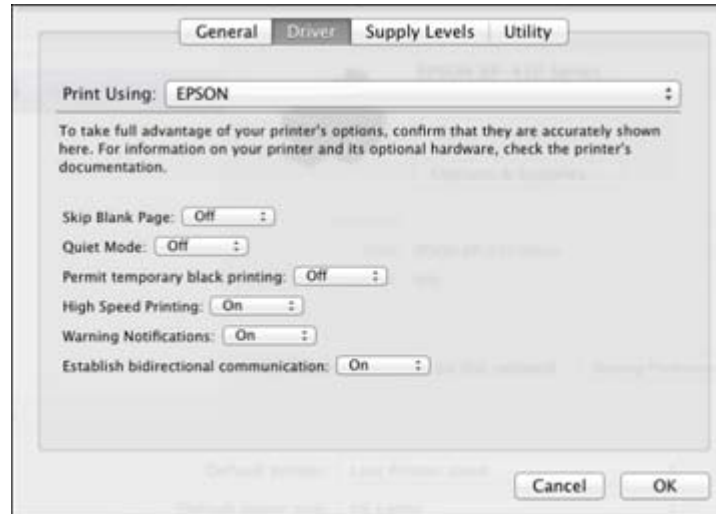 General Driver Supply Levels Utility
Print Using: EPSON
To take full advantage of your printer's options, confirm that they are accurately shown
here. For information on your printer and its optional hardware, check the printer's
documentation.
Skip Blank Page: Off
Quiet Mode: Off
Permit temporary black printing: Off
High Speed Printing: On
Warning Notifications: On
Establish bidirectional communication: On
Cancel OK